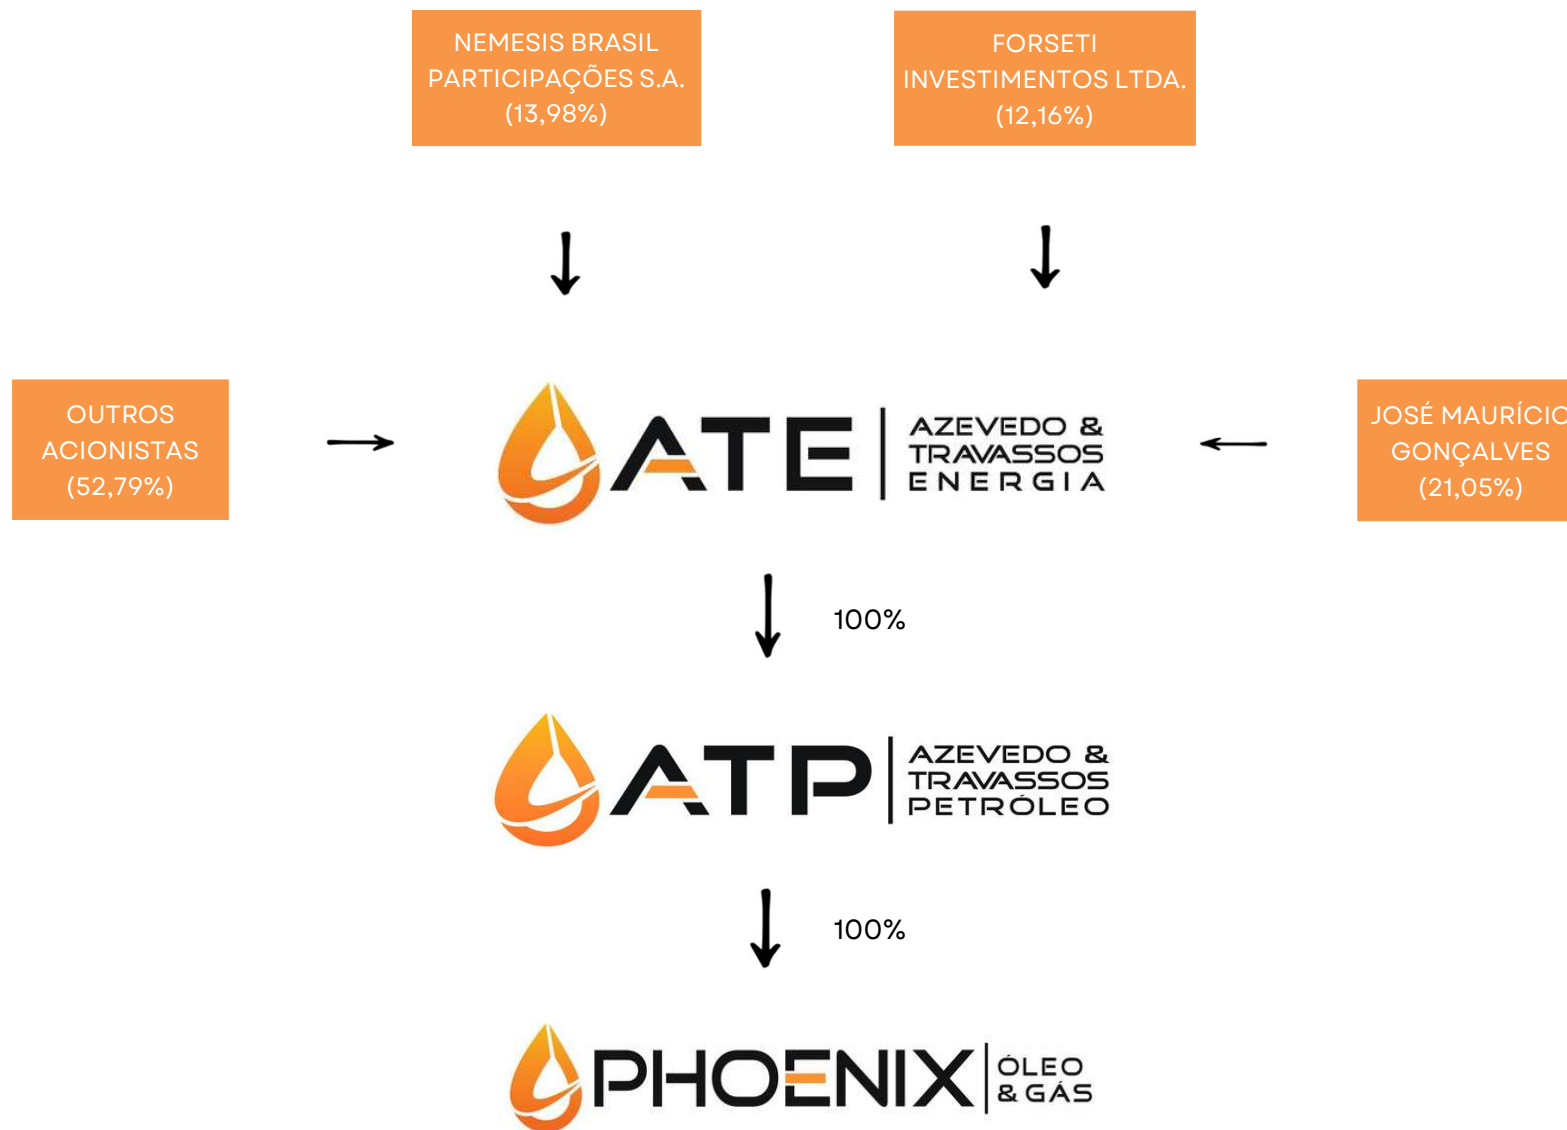 NEMESIS BRASIL
PARTICIPAÇÕES S.A.
(13,98%)
FORSETI
INVESTIMENTOS LTDA.
(12,16%)
OUTROS
ACIONISTAS
(52,79%)
ATE
AZEVEDO &
TRAVASSOS
ENERGIA
JOSÉ MAURÍCIO
GONÇALVES
(21,05%)
100%
ATP
AZEVEDO &
TRAVASSOS
PETRÓLEO
100%
PHOENIX
ÓLEO
& GÁS